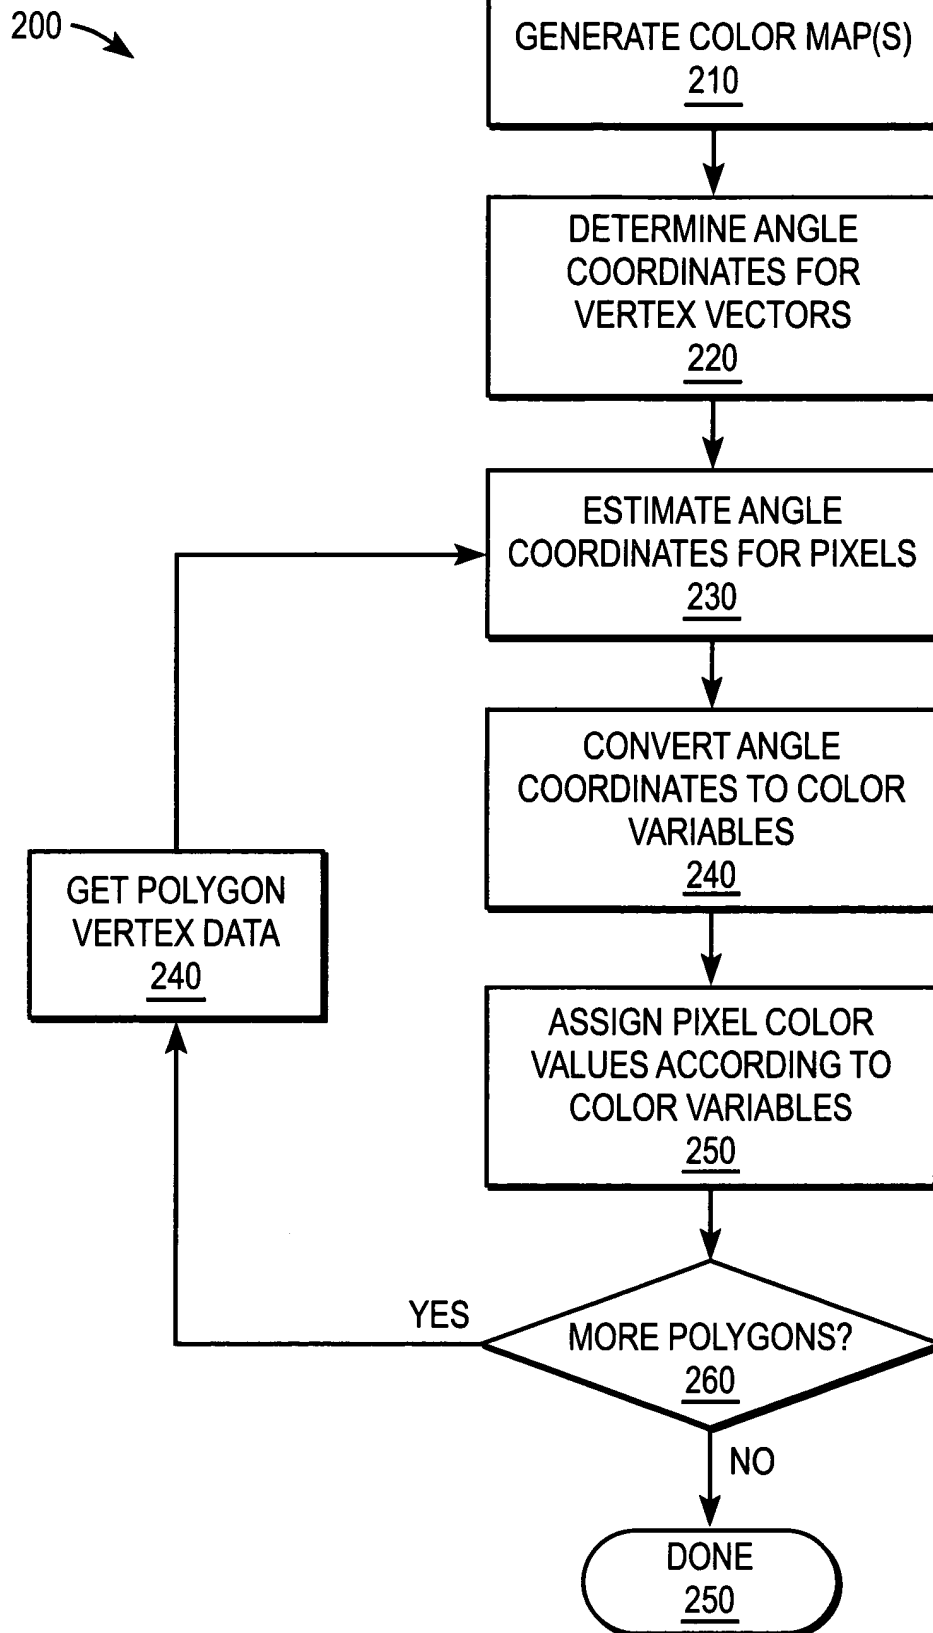 200
GENERATE COLOR MAP(S)
210
DETERMINE ANGLE
COORDINATES FOR
VERTEX VECTORS
220
ESTIMATE ANGLE
COORDINATES FOR PIXELS
230
CONVERT ANGLE
COORDINATES TO COLOR
VARIABLES
240
GET POLYGON
VERTEX DATA
240
ASSIGN PIXEL COLOR
VALUES ACCORDING TO
COLOR VARIABLES
250
YES
MORE POLYGONS?
260
NO
DONE
250